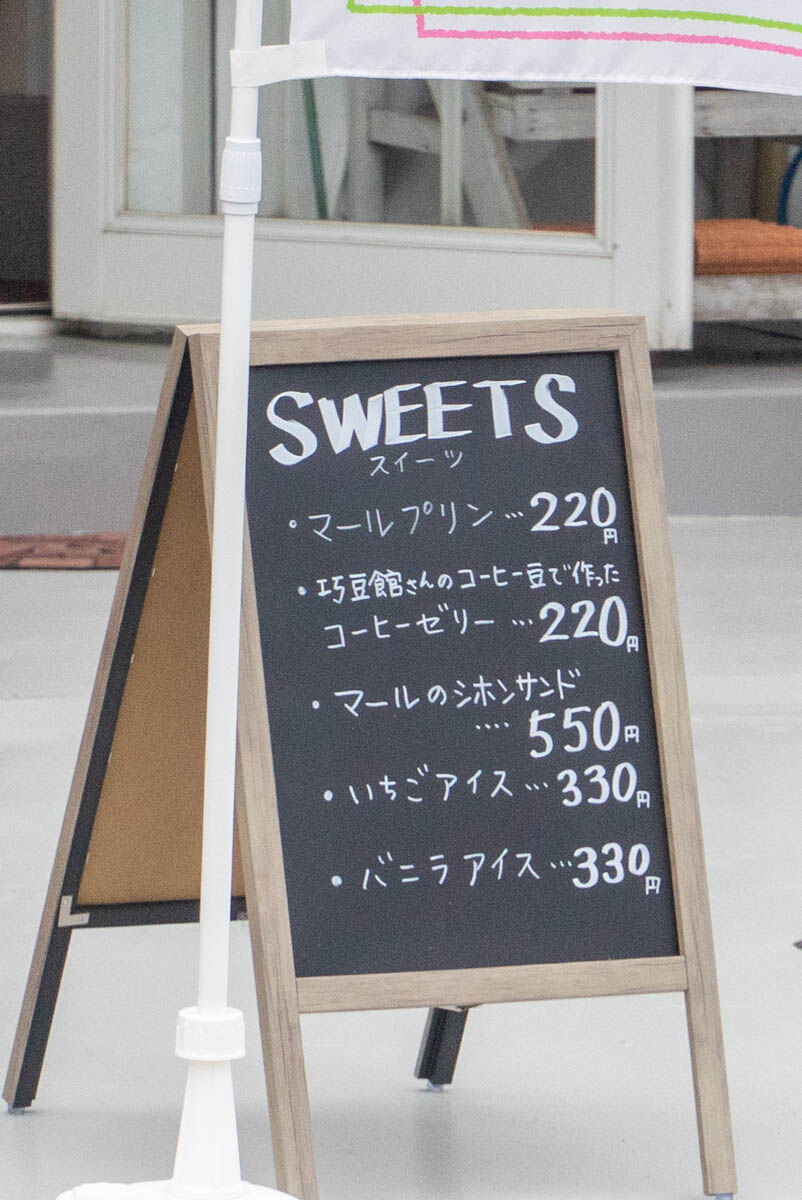 SWEETS
スイーツ
・マールプリン…220円
・巧豆館さんのコーヒー豆で作った
コーヒーゼリー…220円
・マールのシホンサンド
‥‥550円
・いちごアイス…330円
・バニラアイス…330円